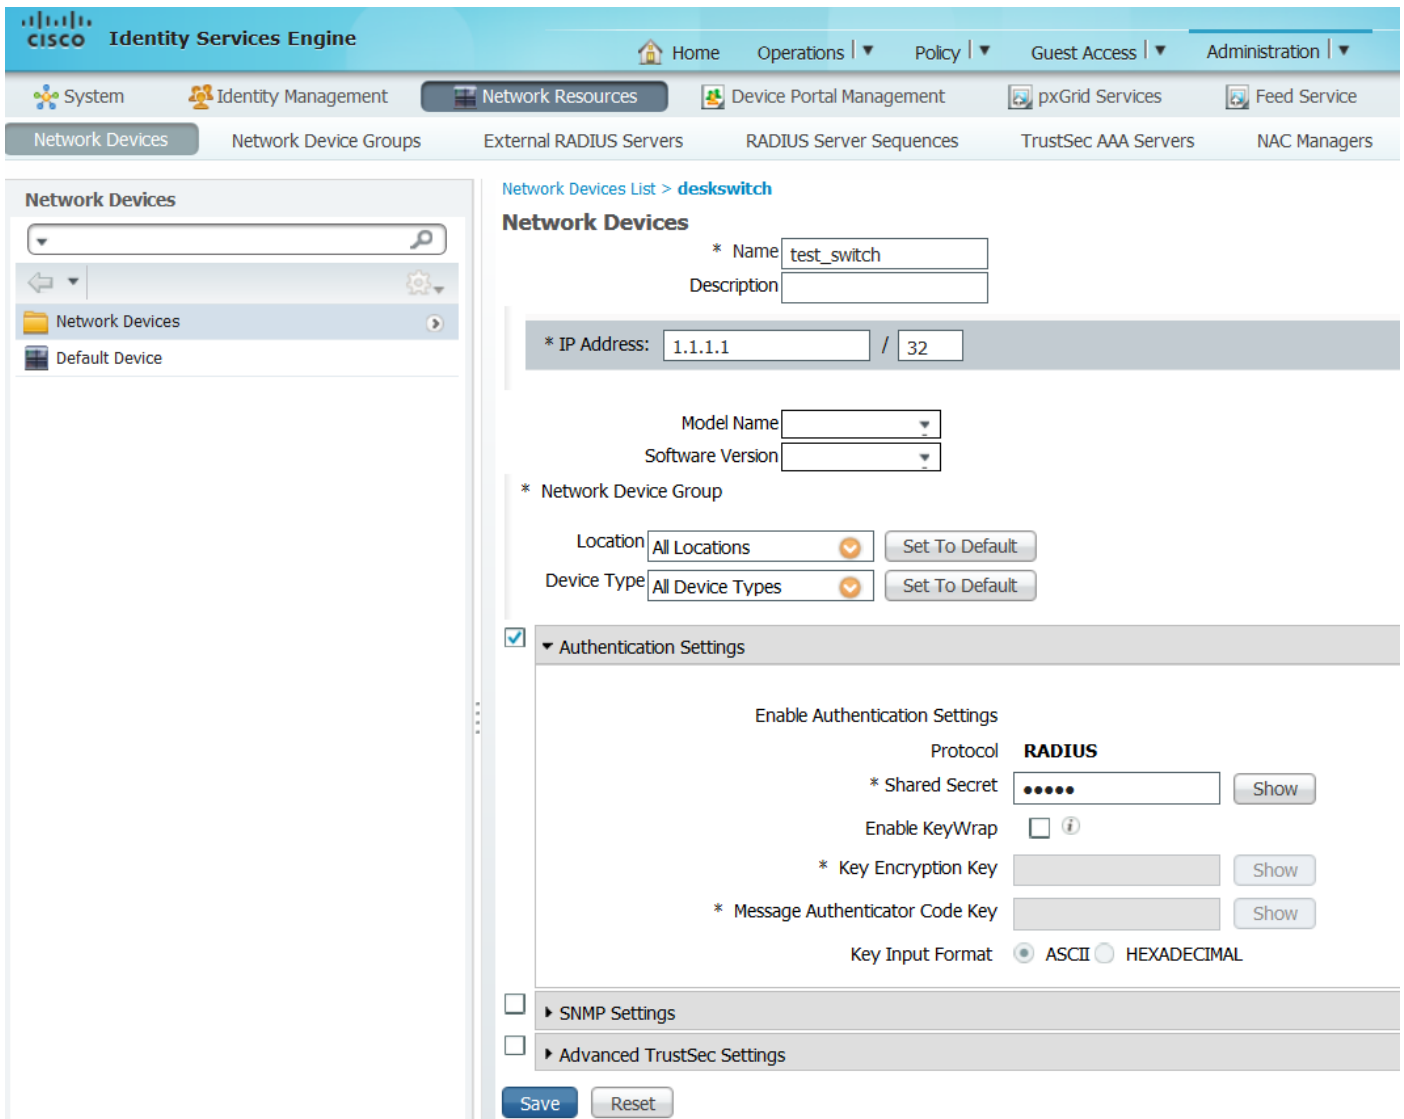 CISCO Identity Services Engine
Home Operations Policy Guest Access Administration
System Identity Management Network Resources Device Portal Management pxGrid Services Feed Service
Network Devices Network Device Groups External RADIUS Servers RADIUS Server Sequences TrustSec AAA Servers NAC Managers
Network Devices
Network Devices
Default Device
Network Devices List > deskswitch
Network Devices
* Name test_switch
Description
* IP Address: 1.1.1.1 / 32
Model Name
Software Version
* Network Device Group
Location All Locations Set To Default
Device Type All Device Types Set To Default
Authentication Settings
Enable Authentication Settings
Protocol RADIUS
* Shared Secret ••••• Show
Enable KeyWrap i
* Key Encryption Key Show
* Message Authenticator Code Key Show
Key Input Format ASCII HEXADECIMAL
SNMP Settings
Advanced TrustSec Settings
Save Reset